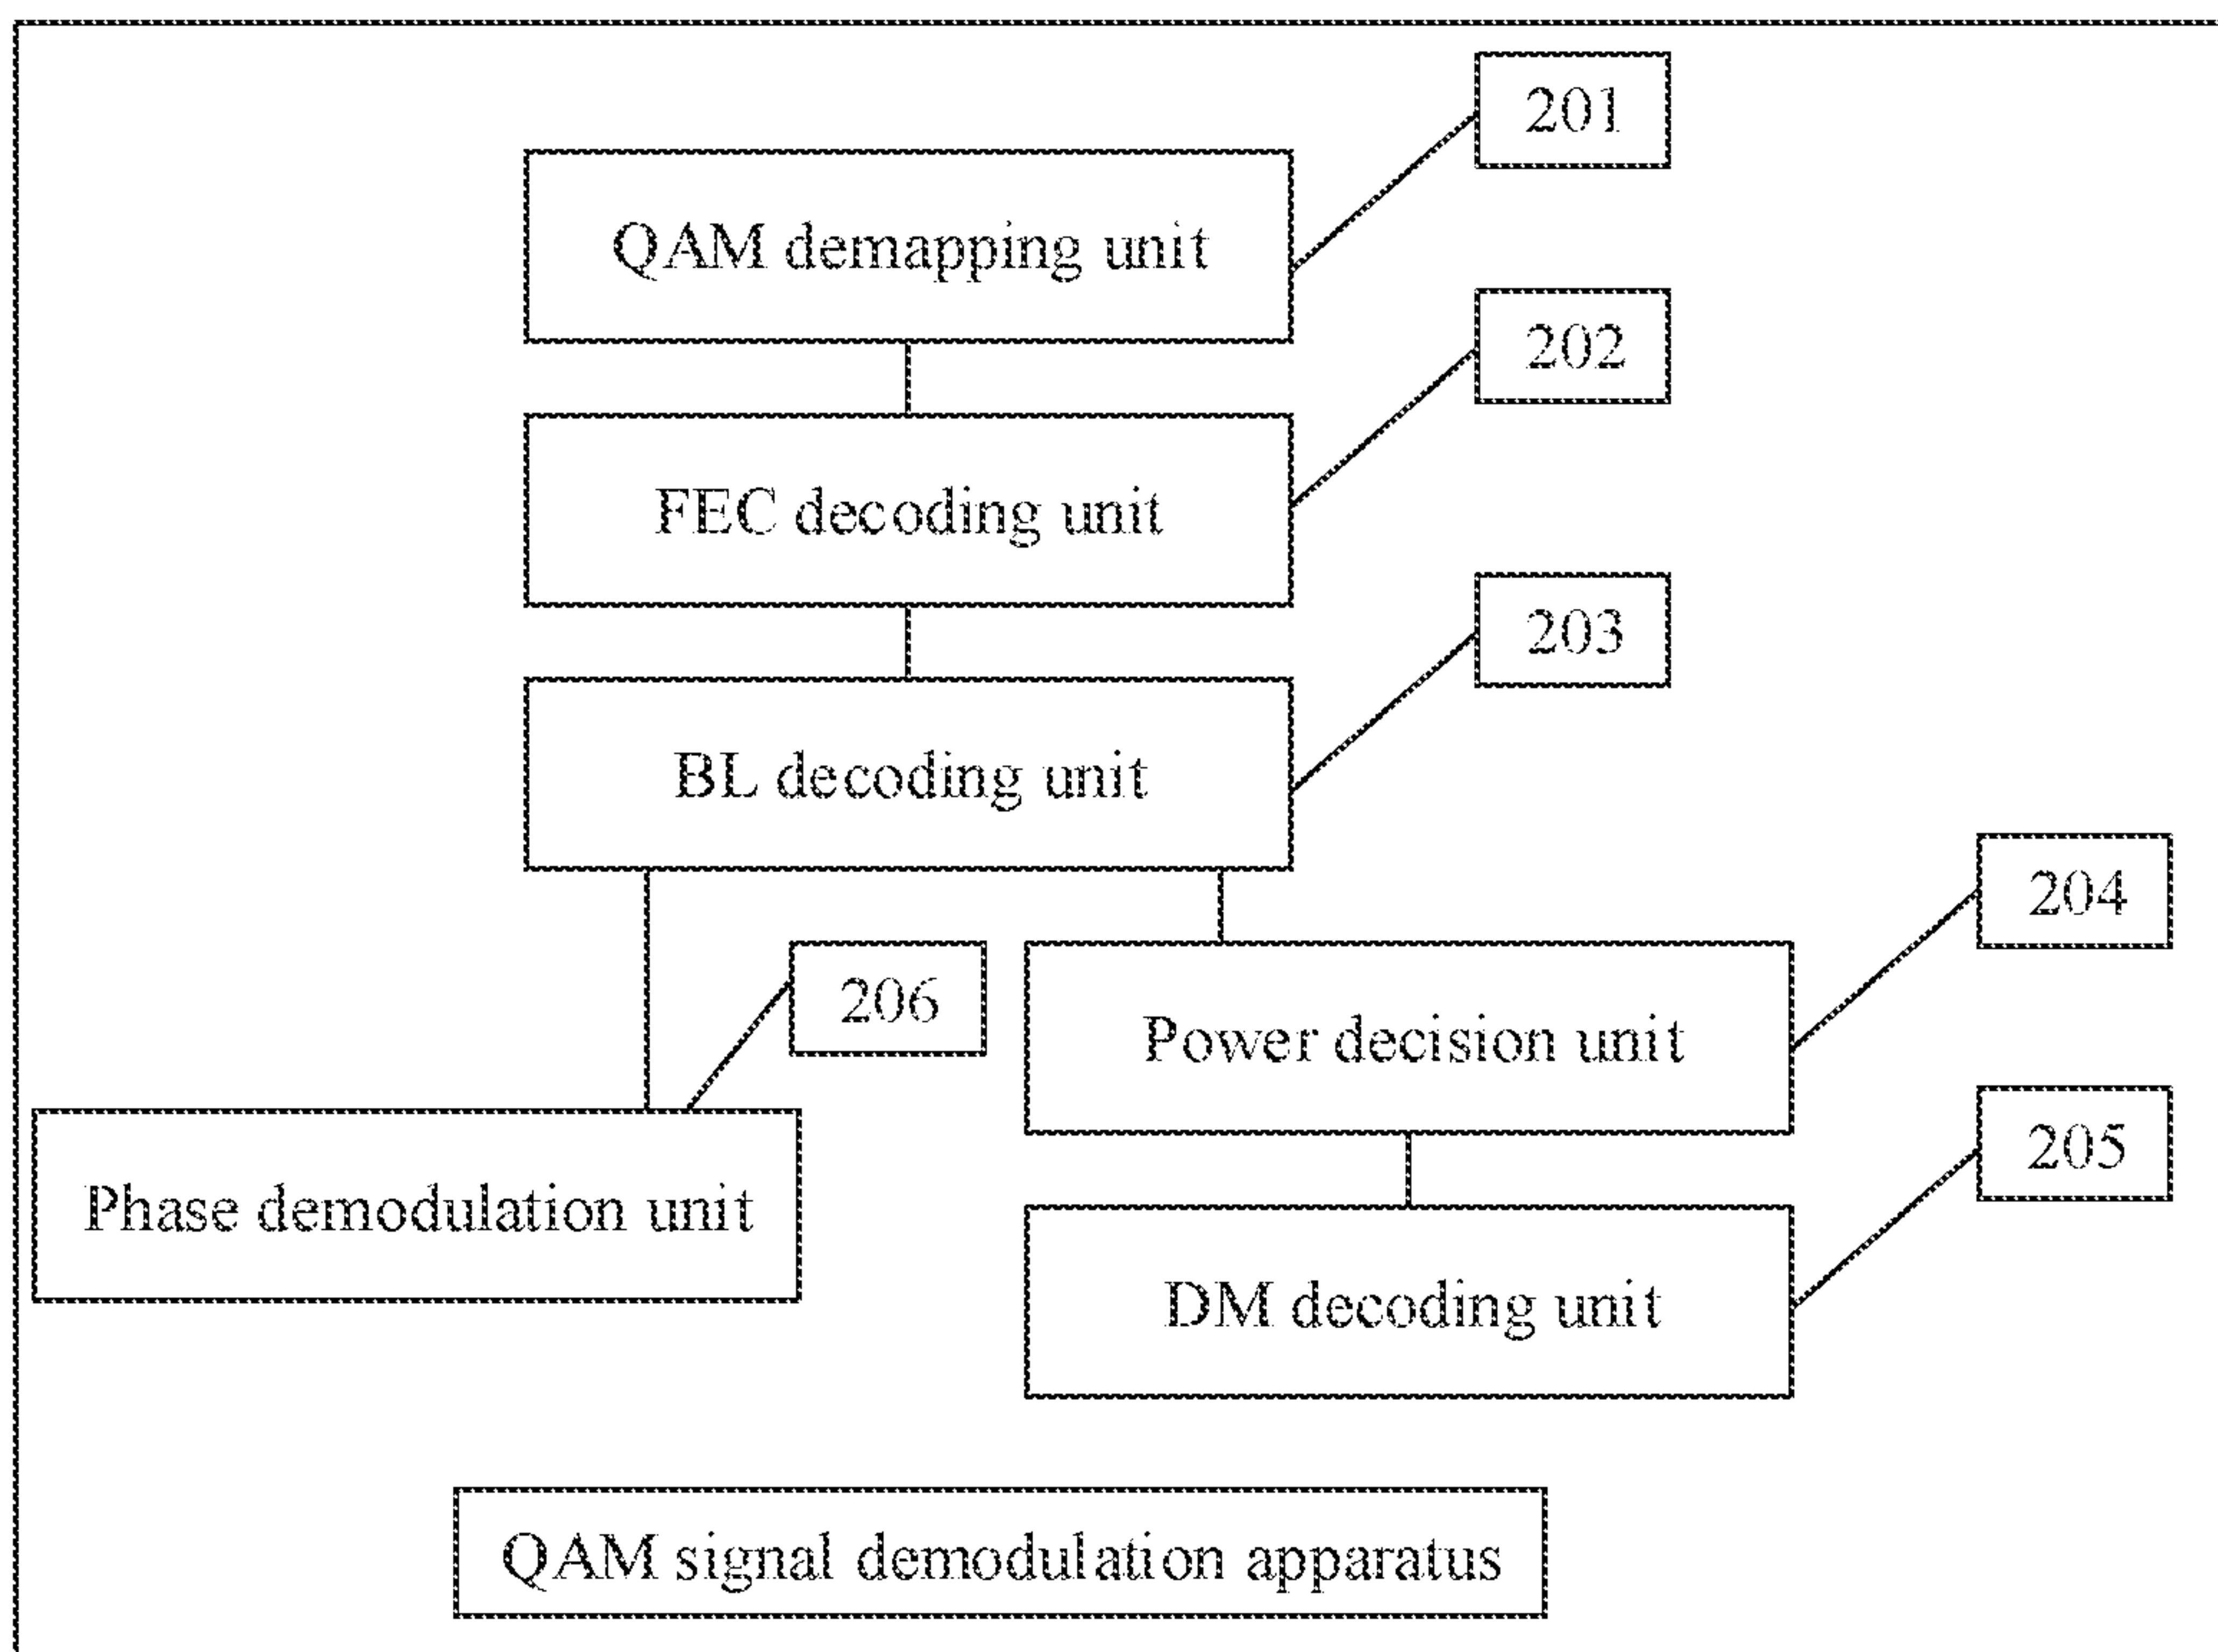 201
QAM demapping unit
202
FEC decoding unit
203
BL decoding unit
204
206
Power decision unit
205
Phase demodulation unit
DM decoding unit
QAM signal demodulation apparatus